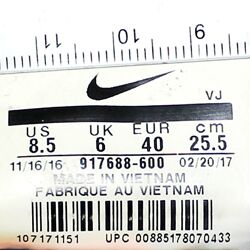 11 10 9
VJ
US UK EUR cm
8.5 6 40 25.5
11/16/16 917688-600 02/20/17
MADE IN VIETNAM
FABRIQUE AU VIETNAM
107171151 UPC 00885178070433